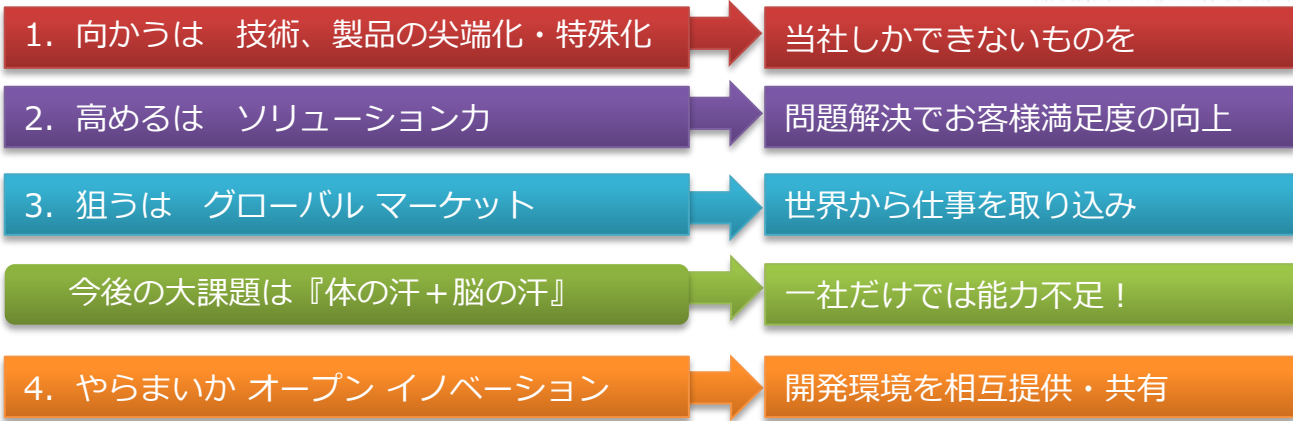 1. 向かうは　技術、製品の尖端化・特殊化
当社しかできないものを
2. 高めるは　ソリューション力
問題解決でお客様満足度の向上
3. 狙うは　グローバル マーケット
世界から仕事を取り込み
今後の大課題は『体の汗＋脳の汗』
一社だけでは能力不足！
4. やらまいか オープン イノベーション
開発環境を相互提供・共有